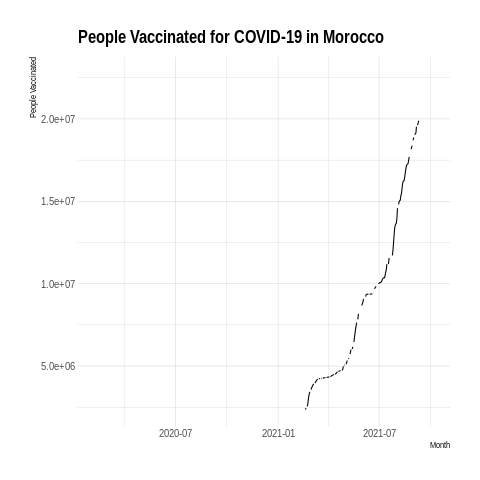 People Vaccinated for COVID-19 in Morocco
People Vaccinated
2.0e+07
1.5e+07
1.0e+07
5.0e+06
2020-07
2021-01
2021-07
Month